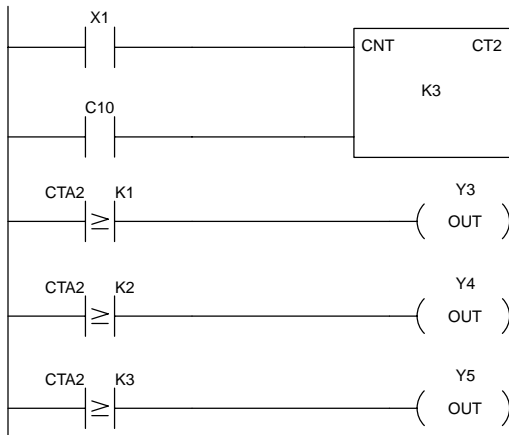 X1
CNT CT2
K3
C10
CTA2 ≥ K1 Y3
OUT
CTA2 ≥ K2 Y4
OUT
CTA2 ≥ K3 Y5
OUT